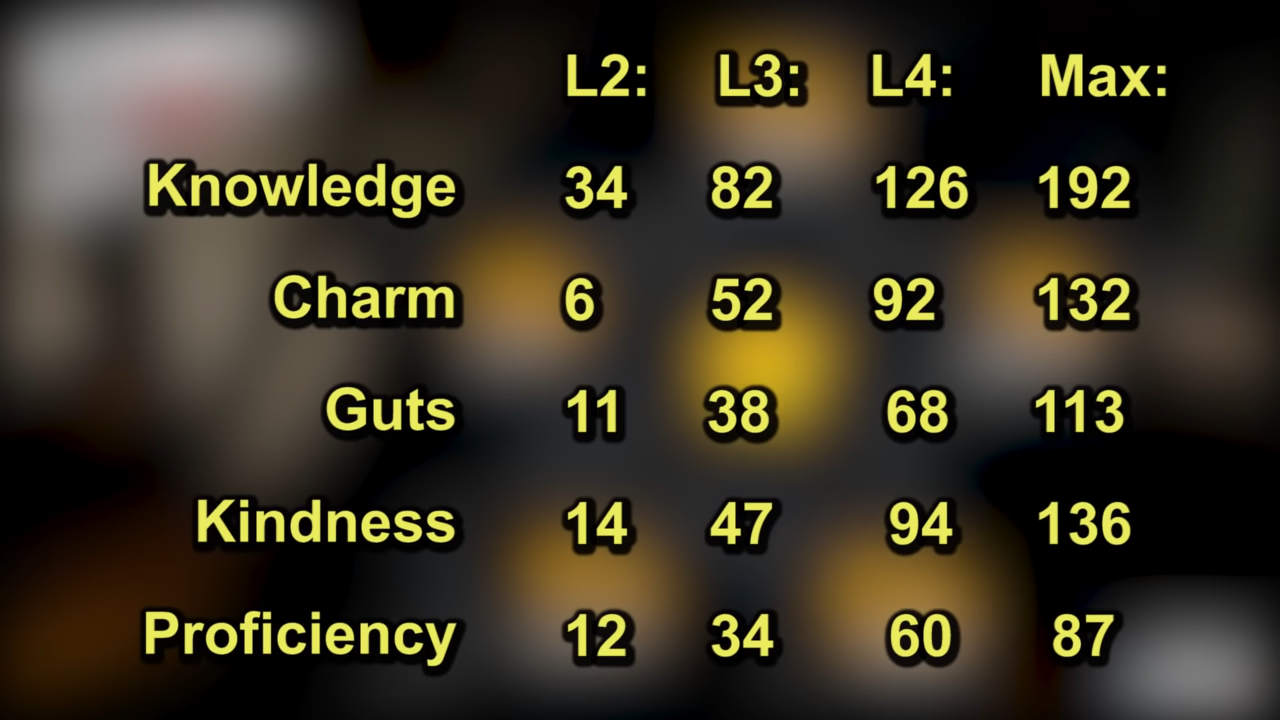 L2: L3: L4: Max:
Knowledge 34 82 126 192
Charm 6 52 92 132
Guts 11 38 68 113
Kindness 14 47 94 136
Proficiency 12 34 60 87